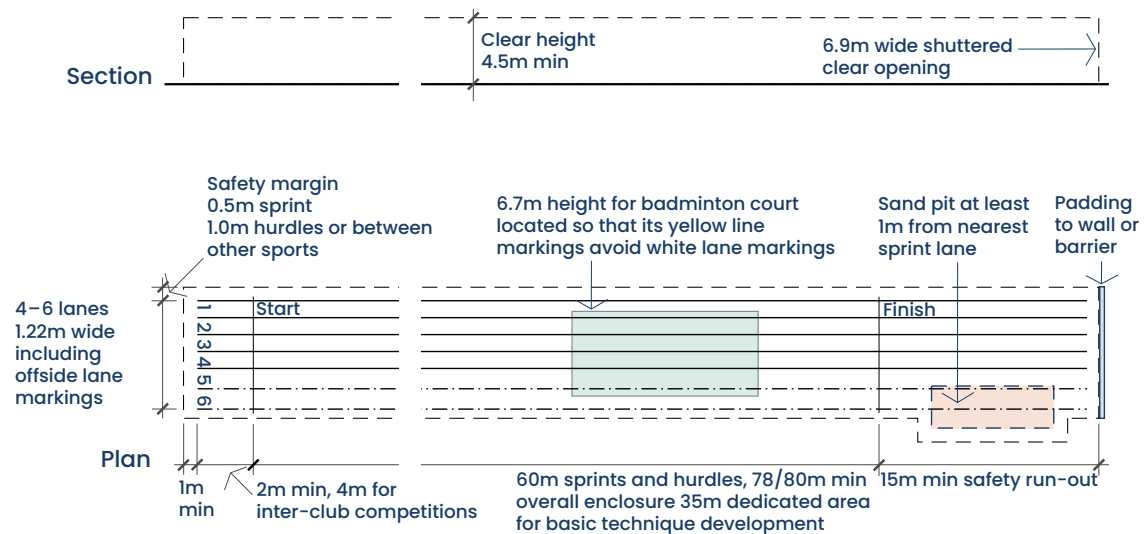 Clear height
4.5m min
6.9m wide shuttered
clear opening
Section
Safety margin
0.5m sprint
1.0m hurdles or between
other sports
6.7m height for badminton court
located so that its yellow line
markings avoid white lane markings
Sand pit at least
1m from nearest
sprint lane
Padding
to wall or
barrier
4–6 lanes
1.22m wide
including
offside lane
markings
1
2
3
4
5
6
Start
Finish
Plan
1m
min
2m min, 4m for
inter-club competitions
60m sprints and hurdles, 78/80m min
overall enclosure 35m dedicated area
for basic technique development
15m min safety run-out